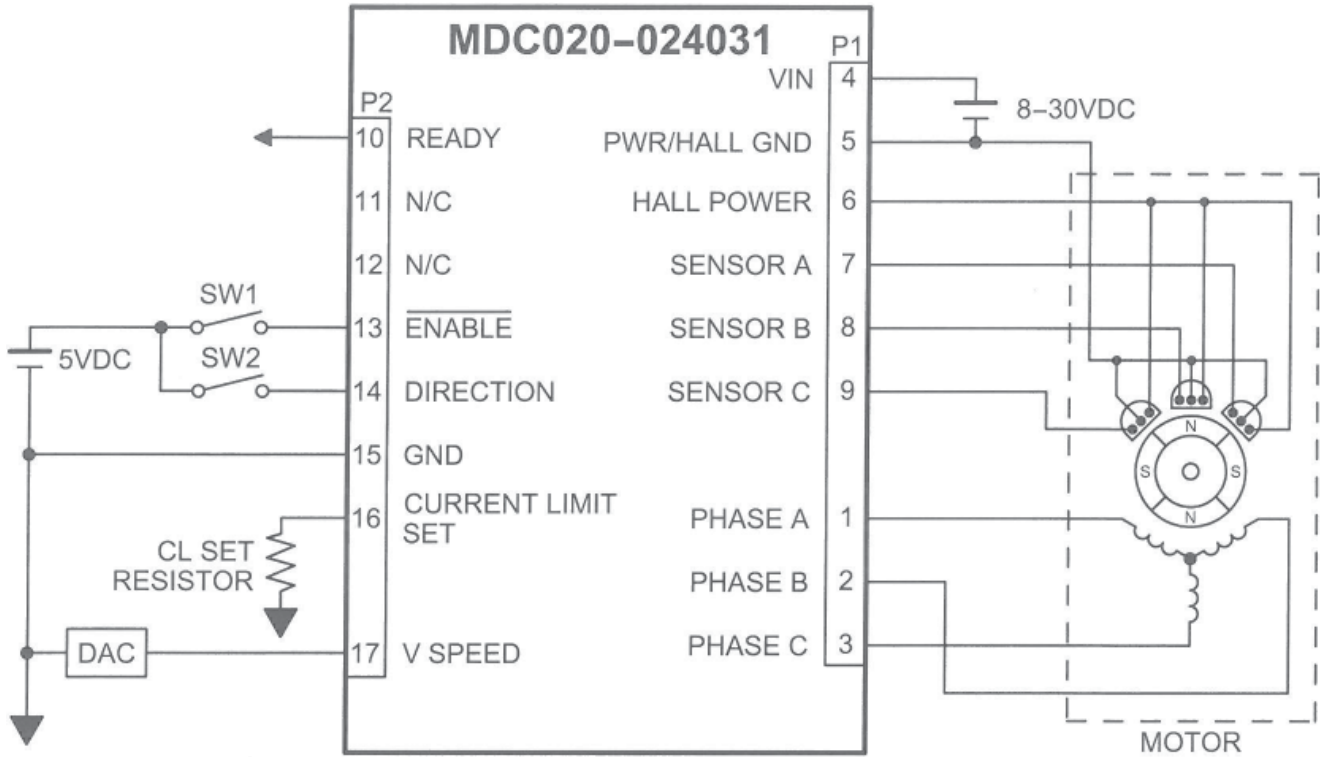 MDC020-024031
P1
P2
VIN 4
8-30VDC
10 READY
PWR/HALL GND 5
11 N/C
HALL POWER 6
12 N/C
SENSOR A 7
SW1
13 ENABLE
SENSOR B 8
5VDC
SW2
14 DIRECTION
SENSOR C 9
15 GND
16 CURRENT LIMIT
SET
CL SET
RESISTOR
PHASE A 1
PHASE B 2
DAC
17 V SPEED
PHASE C 3
N
S
S
N
MOTOR